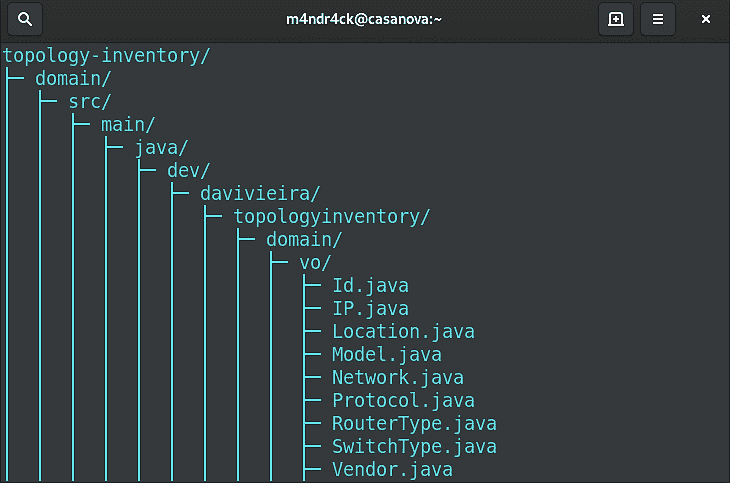 m4ndr4ck@casanova:~
topology-inventory/
domain/
src/
main/
java/
dev/
davivieira/
topologyinventory/
domain/
vo/
Id.java
IP.java
Location.java
Model.java
Network.java
Protocol.java
RouterType.java
SwitchType.java
Vendor.java